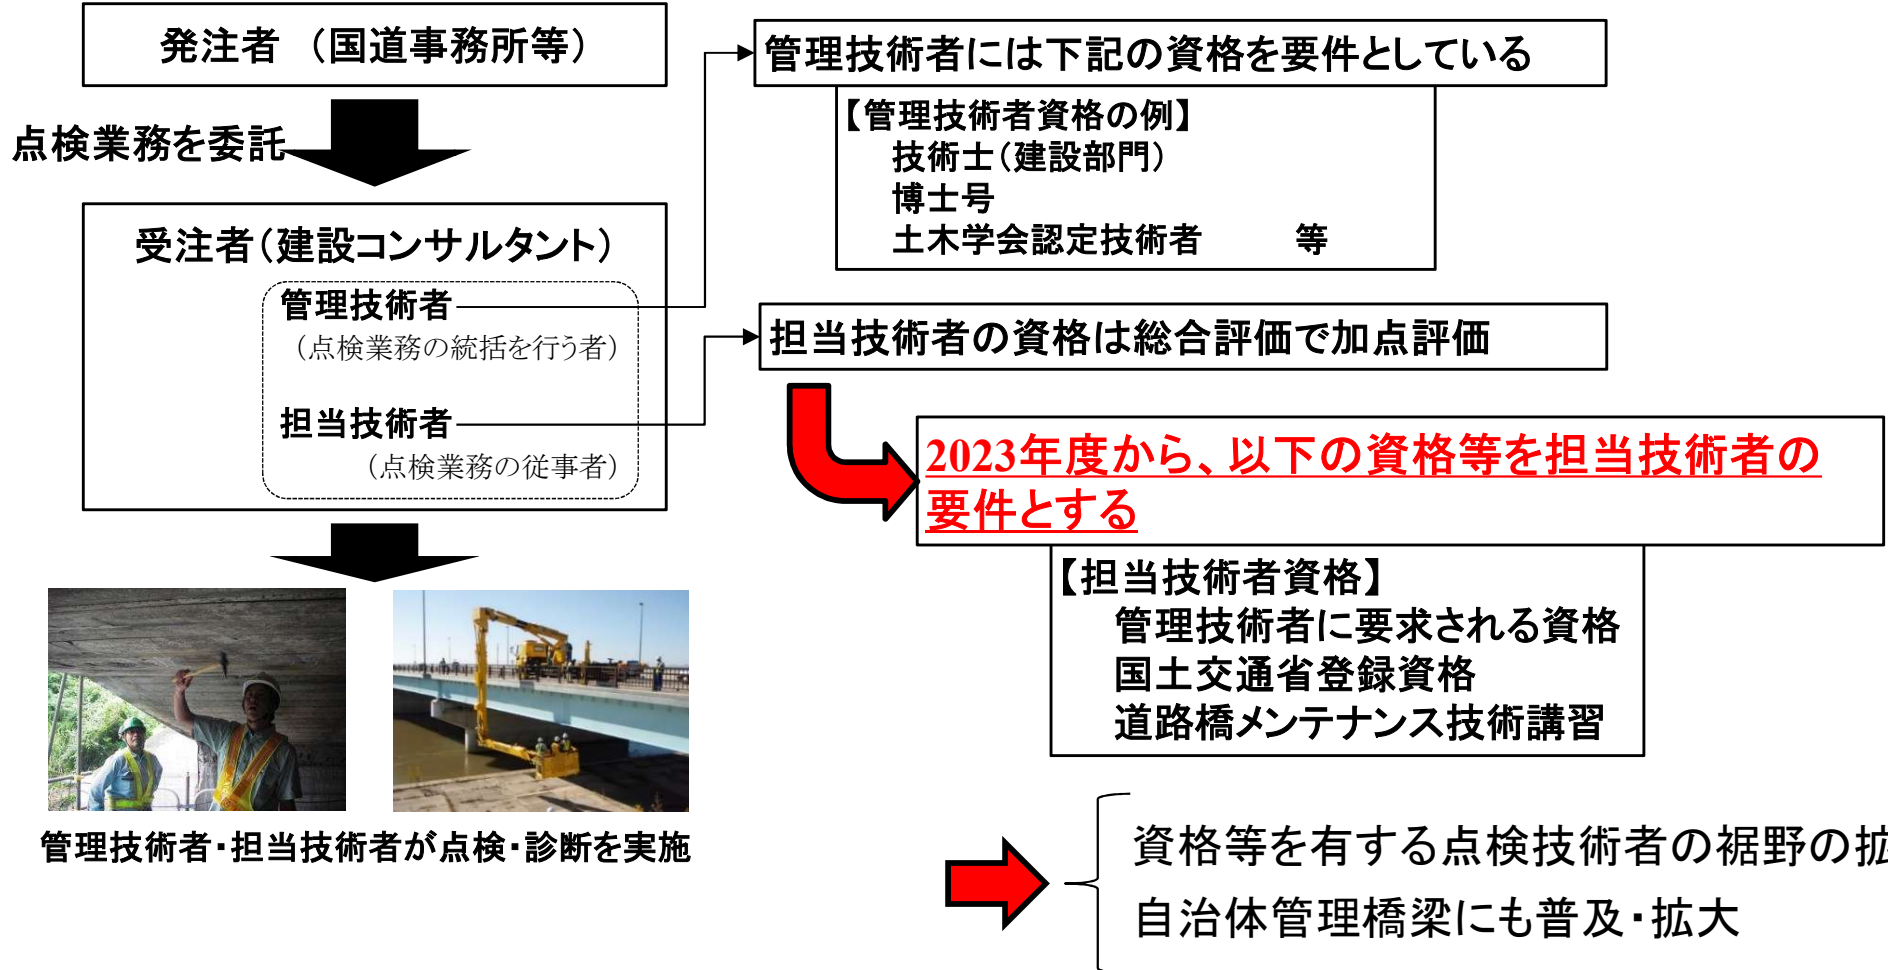 発注者 （国道事務所等）
点検業務を委託
受注者（建設コンサルタント）
管理技術者
（点検業務の統括を行う者）
担当技術者
（点検業務の従事者）
管理技術者・担当技術者が点検・診断を実施
管理技術者には下記の資格を要件としている
【管理技術者資格の例】
技術士（建設部門）
博士号
土木学会認定技術者 等
担当技術者の資格は総合評価で加点評価
2023年度から、以下の資格等を担当技術者の
要件とする
【担当技術者資格】
管理技術者に要求される資格
国土交通省登録資格
道路橋メンテナンス技術講習
資格等を有する点検技術者の裾野の拡
自治体管理橋梁にも普及・拡大